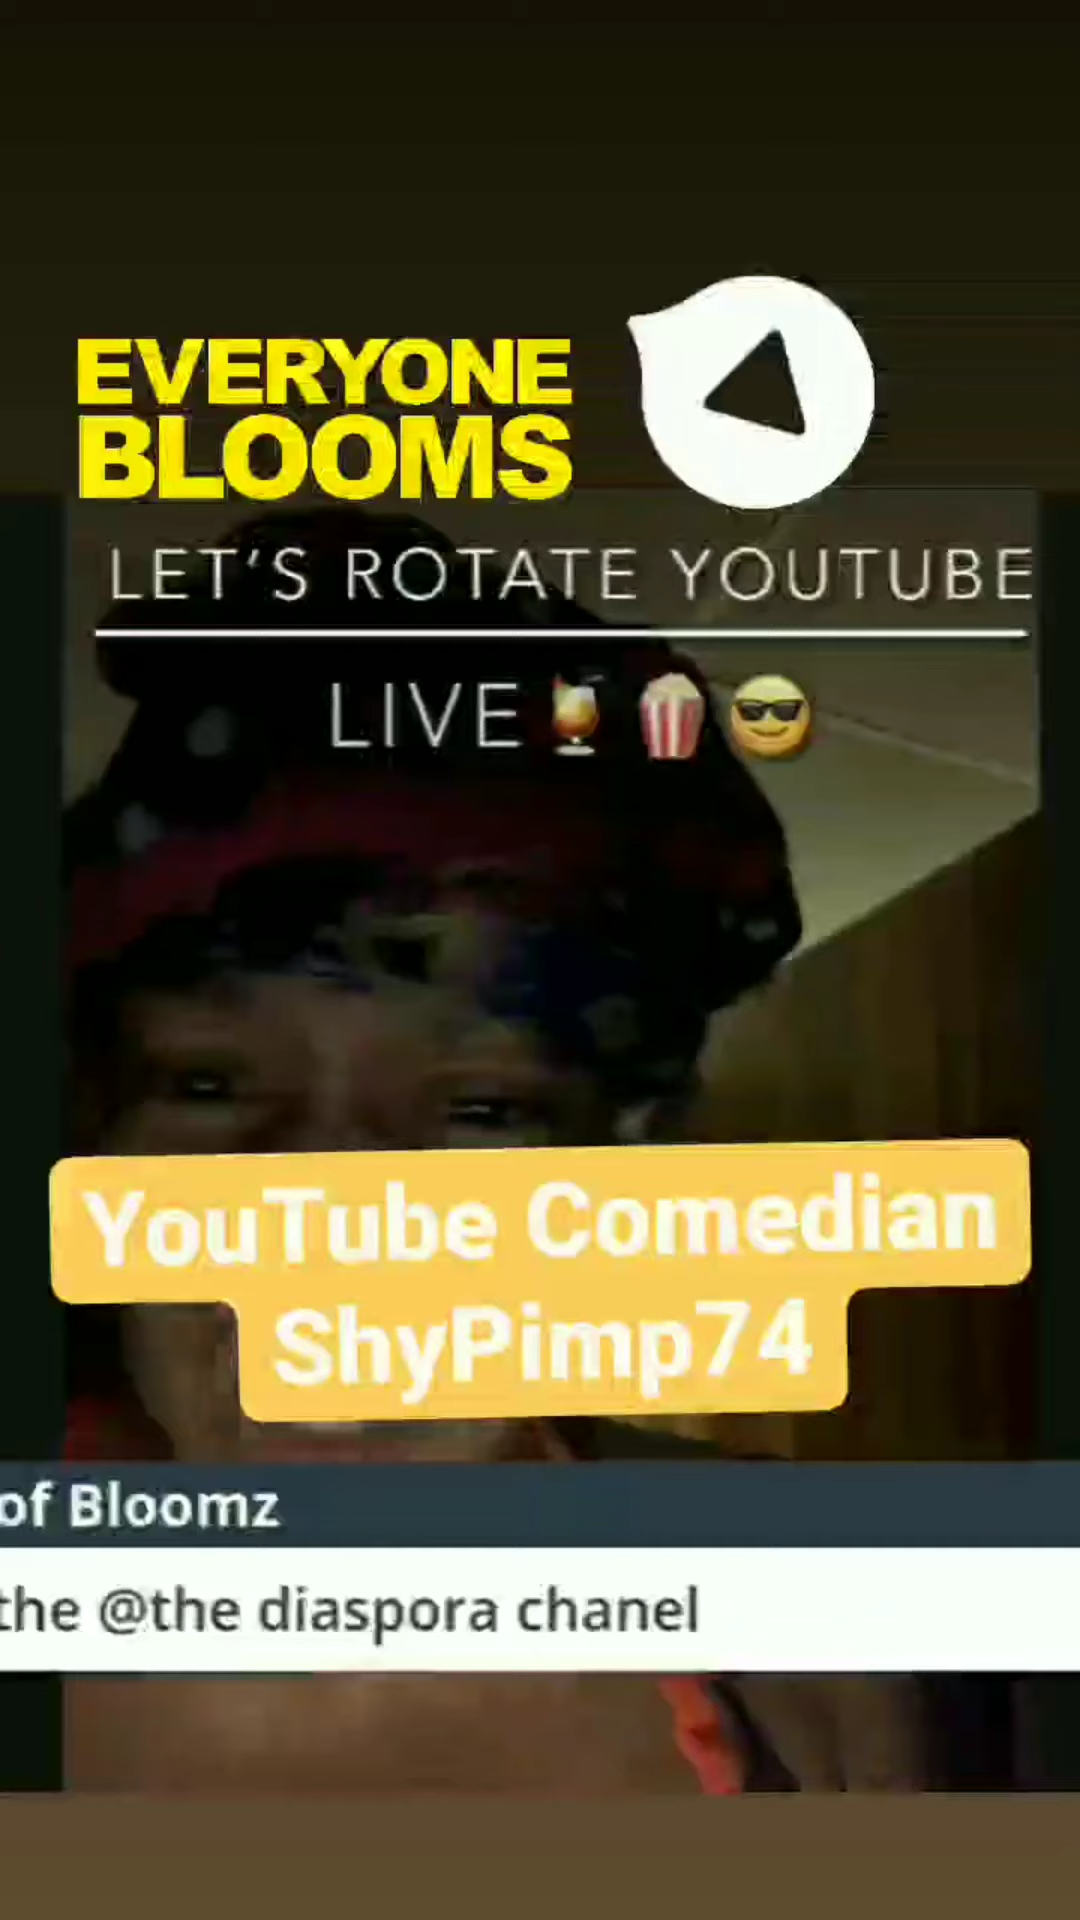 EVERYONE
BLOOMS
LET'S ROTATE YOUTUBE
LIVE🍹🍿😎
YouTube Comedian
ShyPimp74
of Bloomz
the @the diaspora chanel